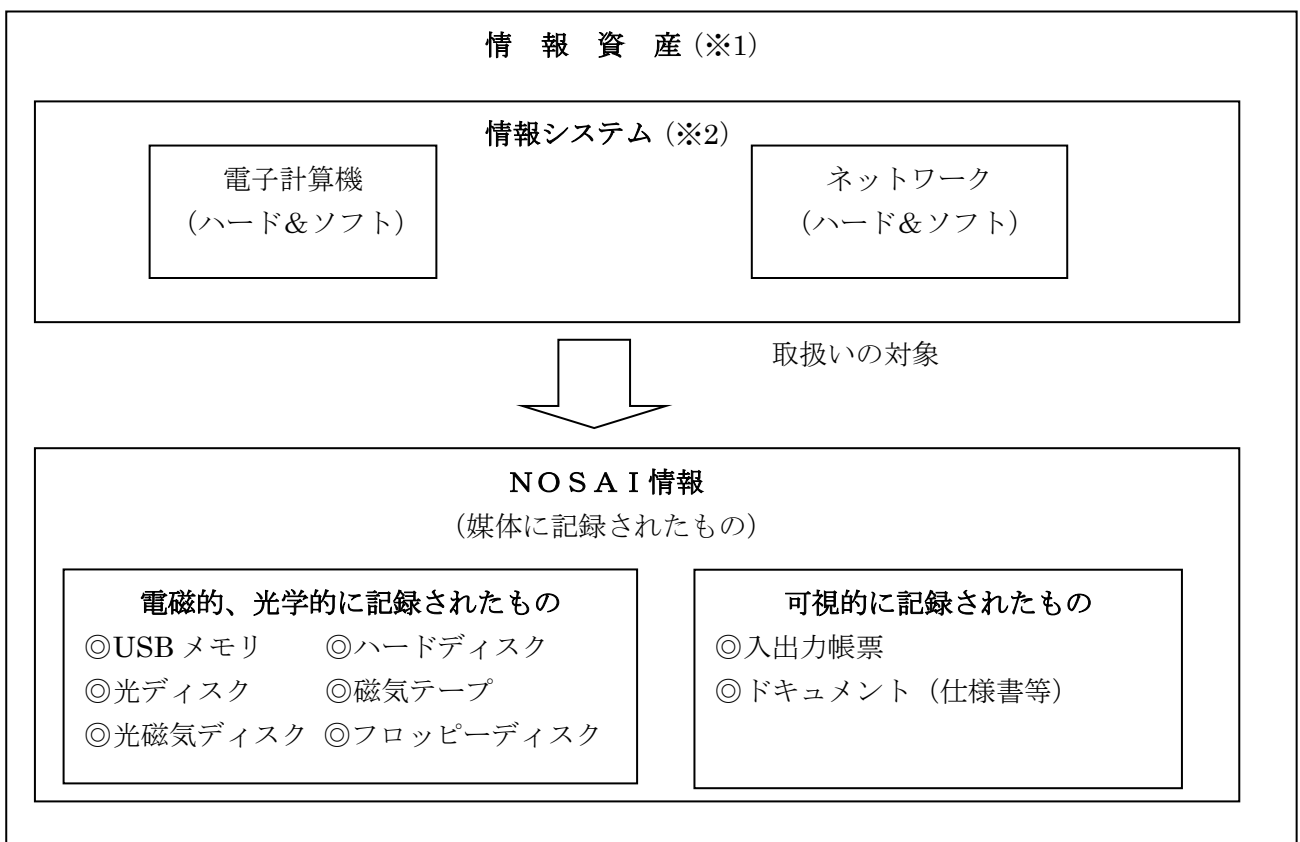 情　報　資　産（※1）
情報システム（※2）
電子計算機
（ハード＆ソフト）
ネットワーク
（ハード＆ソフト）
取扱いの対象
ＮＯＳＡＩ情報
（媒体に記録されたもの）
電磁的、光学的に記録されたもの
◎USB メモリ　　◎ハードディスク
◎光ディスク　　◎磁気テープ
◎光磁気ディスク ◎フロッピーディスク
可視的に記録されたもの
◎入出力帳票
◎ドキュメント（仕様書等）